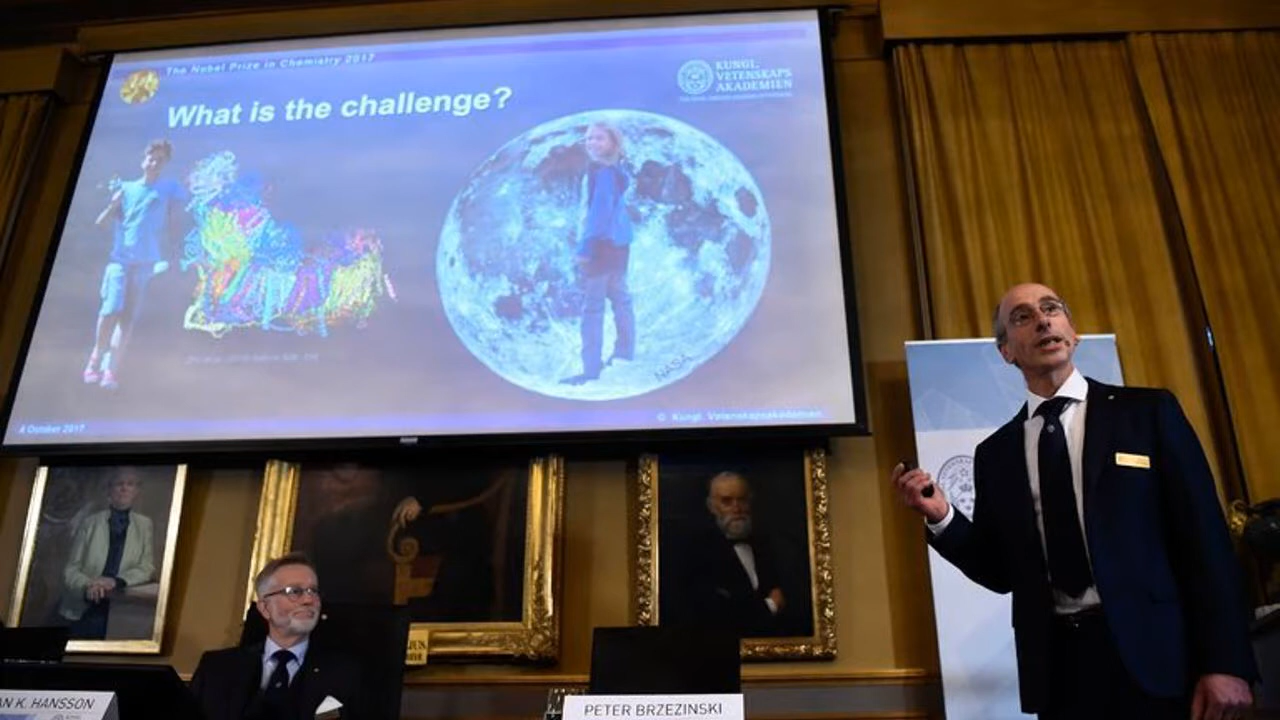 The Nobel Prize in Chemistry 2017
KUNGL.
VETENSKAPS
AKADEMIEN
What is the challenge?
NASA
4 October 2017
© Kungl. Vetenskapsakademien
AN K. HANSSON
PETER BRZEZINSKI